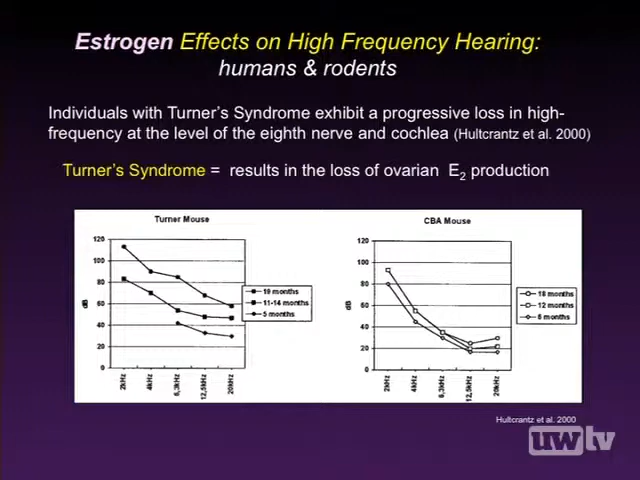 Estrogen Effects on High Frequency Hearing:
humans & rodents
Individuals with Turner's Syndrome exhibit a progressive loss in high-
frequency at the level of the eighth nerve and cochlea (Hultcrantz et al. 2000)
Turner's Syndrome = results in the loss of ovarian E2 production
Turner Mouse
120
100
80
60
40
20
0
dB
2kHz
4kHz
6,3kHz
12,5kHz
20kHz
19 months
11-14 months
5 months
CBA Mouse
120
100
80
60
40
20
0
dB
2kHz
4kHz
6,3kHz
12,5kHz
20kHz
18 months
12 months
6 months
Hultcrantz et al. 2000
uwtv